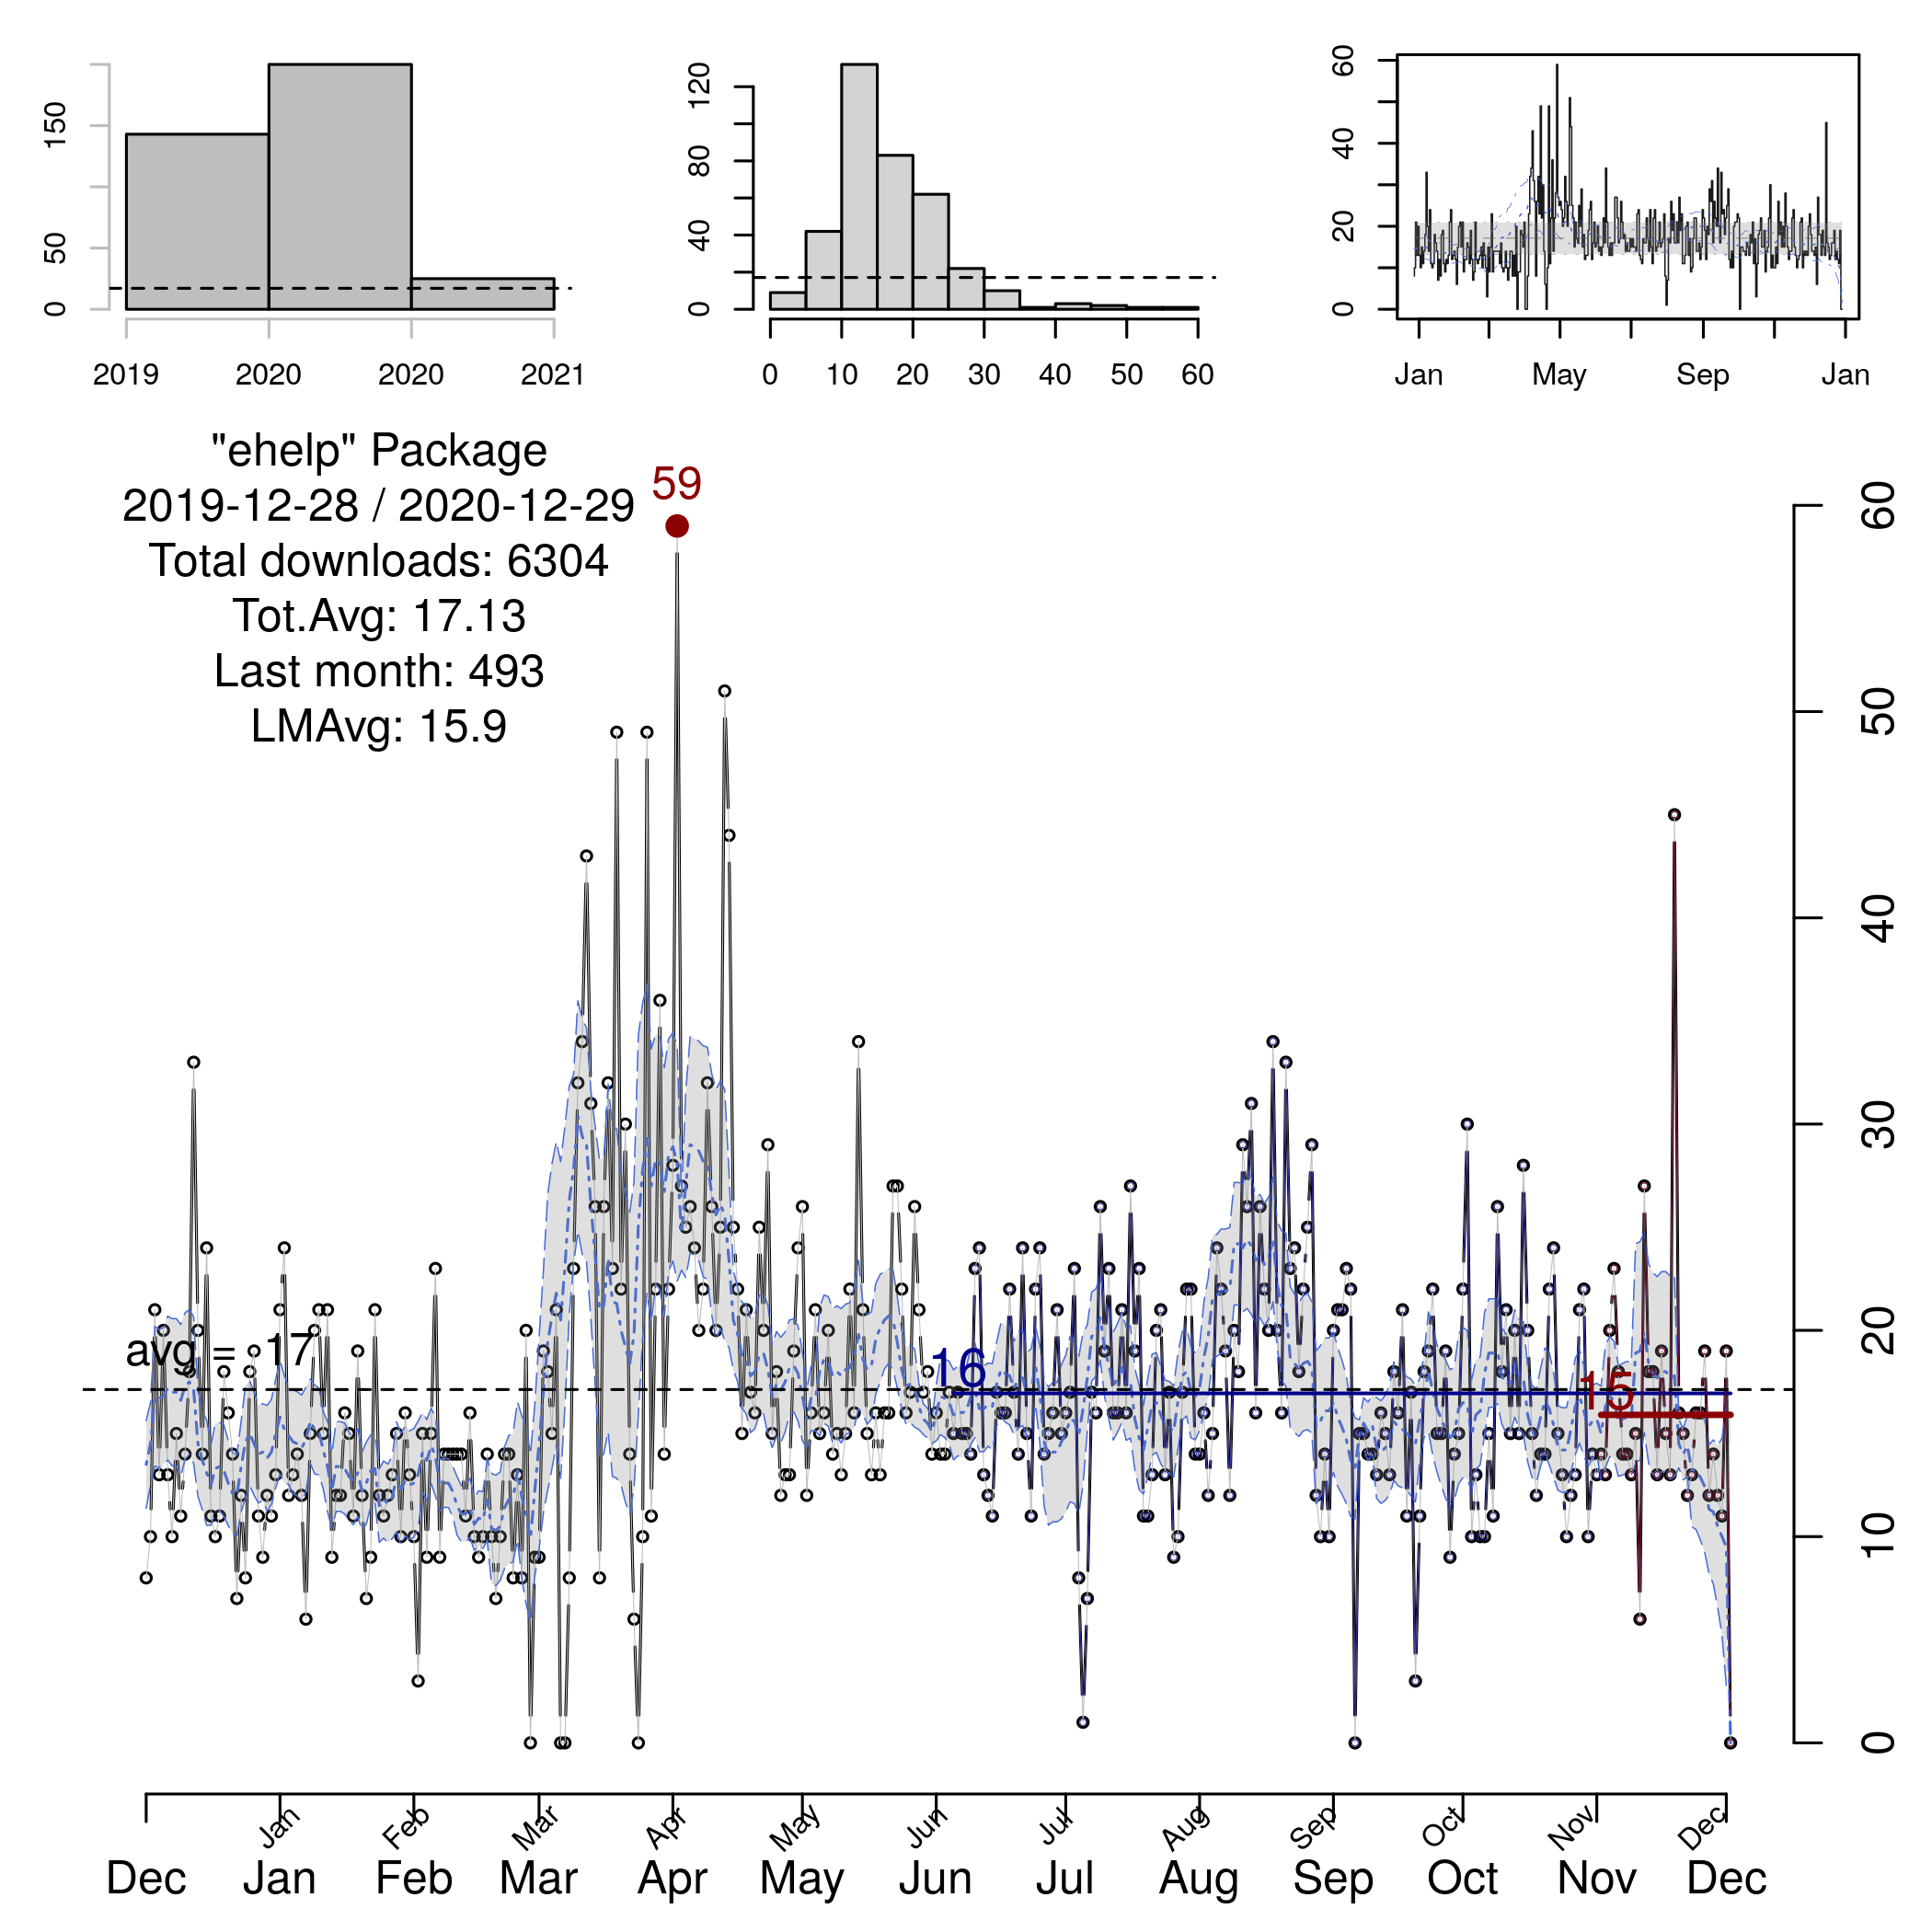 150
50
0
2019 2020 2020 2021
120
80
40
0
0 10 20 30 40 50 60
60
40
20
0
Jan May Sep Jan
"ehelp" Package
2019-12-28 / 2020-12-29
Total downloads: 6304
Tot.Avg: 17.13
Last month: 493
LMAvg: 15.9
59
avg = 17
16
15
60
50
40
30
20
10
0
Jan Feb Mar Apr May Jun Jul Aug Sep Oct Nov Dec
Dec Jan Feb Mar Apr May Jun Jul Aug Sep Oct Nov Dec